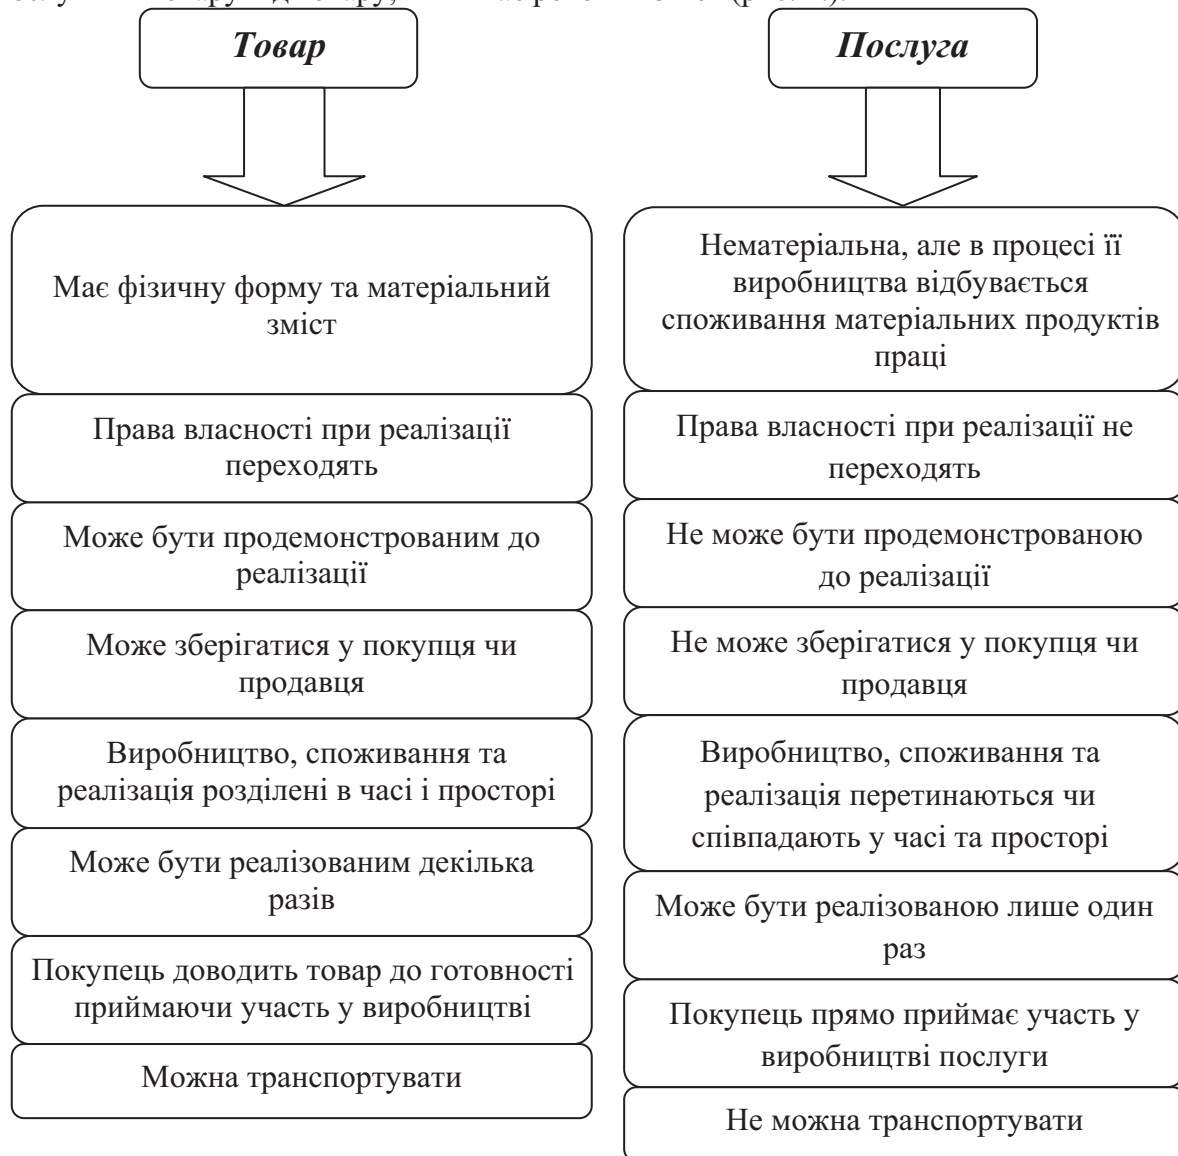 Товар
Має фізичну форму та матеріальний
зміст
Права власності при реалізації
переходять
Може бути продемонстрованим до
реалізації
Може зберігатися у покупця чи
продавця
Виробництво, споживання та
реалізація розділені в часі і просторі
Може бути реалізованим декілька
разів
Покупець доводить товар до готовності
приймаючи участь у виробництві
Можна транспортувати
Послуга
Нематеріальна, але в процесі її
виробництва відбувається
споживання матеріальних продуктів
праці
Права власності при реалізації не
переходять
Не може бути продемонстрованою
до реалізації
Не може зберігатися у покупця чи
продавця
Виробництво, споживання та
реалізація перетинаються чи
співпадають у часі та просторі
Може бути реалізованою лише один
раз
Покупець прямо приймає участь у
виробництві послуги
Не можна транспортувати